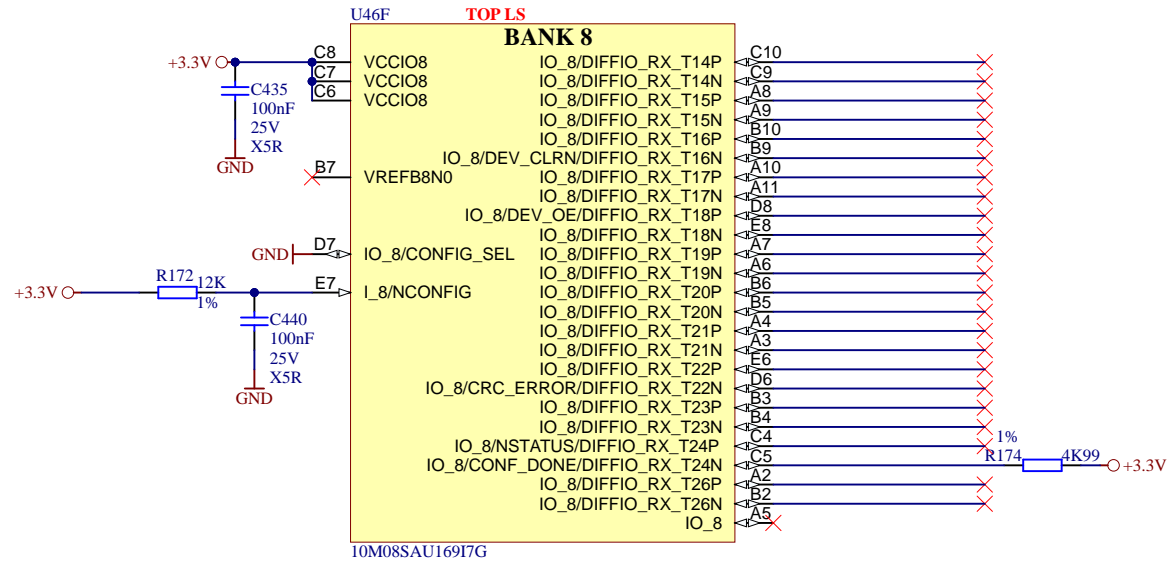 U46F
TOP LS
BANK 8
+3.3V
C8 VCCIO8
C7 VCCIO8
C6 VCCIO8
C435
100nF
25V
X5R
GND
B7 VREFB8N0
GND D7 IO_8/CONFIG_SEL
+3.3V R172 12K 1% E7 I_8/NCONFIG
C440
100nF
25V
X5R
GND
IO_8/DIFFIO_RX_T14P C10
IO_8/DIFFIO_RX_T14N C9
IO_8/DIFFIO_RX_T15P A8
IO_8/DIFFIO_RX_T15N A9
IO_8/DIFFIO_RX_T16P B10
IO_8/DEV_CLRN/DIFFIO_RX_T16N B9
IO_8/DIFFIO_RX_T17P A10
IO_8/DIFFIO_RX_T17N A11
IO_8/DEV_OE/DIFFIO_RX_T18P D8
IO_8/DIFFIO_RX_T18N E8
IO_8/DIFFIO_RX_T19P A7
IO_8/DIFFIO_RX_T19N A6
IO_8/DIFFIO_RX_T20P B6
IO_8/DIFFIO_RX_T20N B5
IO_8/DIFFIO_RX_T21P A4
IO_8/DIFFIO_RX_T21N A3
IO_8/DIFFIO_RX_T22P E6
IO_8/CRC_ERROR/DIFFIO_RX_T22N D6
IO_8/DIFFIO_RX_T23P B3
IO_8/DIFFIO_RX_T23N B4
IO_8/NSTATUS/DIFFIO_RX_T24P C4
IO_8/CONF_DONE/DIFFIO_RX_T24N C5
1%
R174 4K99 +3.3V
IO_8/DIFFIO_RX_T26P A2
IO_8/DIFFIO_RX_T26N B2
IO_8 A5
10M08SAU169I7G